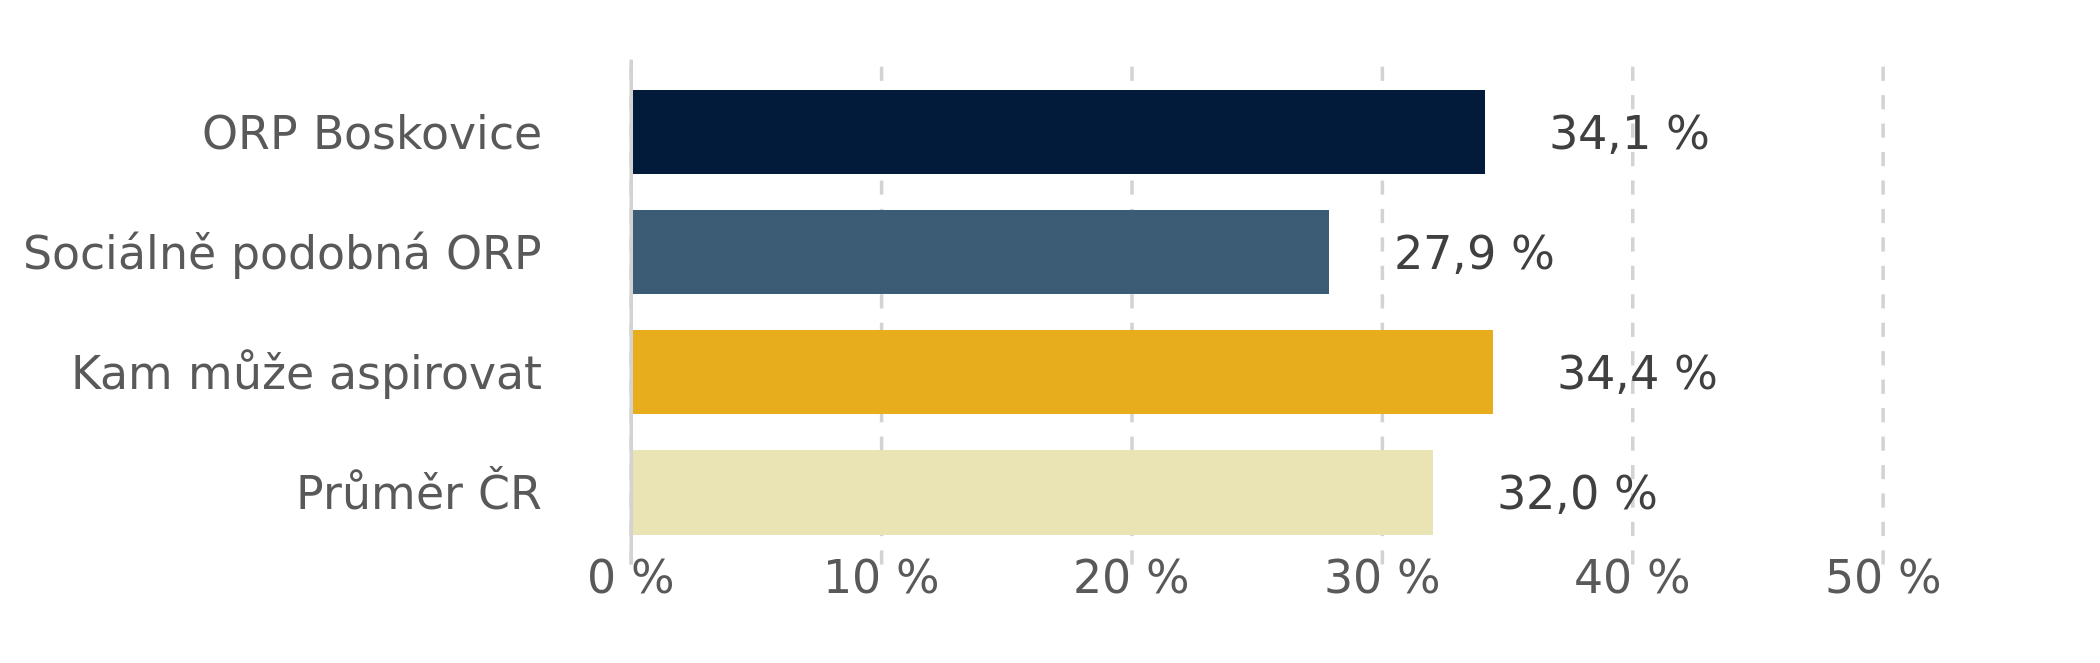 ORP Boskovice 34,1 %
Sociálně podobná ORP 27,9 %
Kam může aspirovat 34,4 %
Průměr ČR 32,0 %
0 % 10 % 20 % 30 % 40 % 50 %